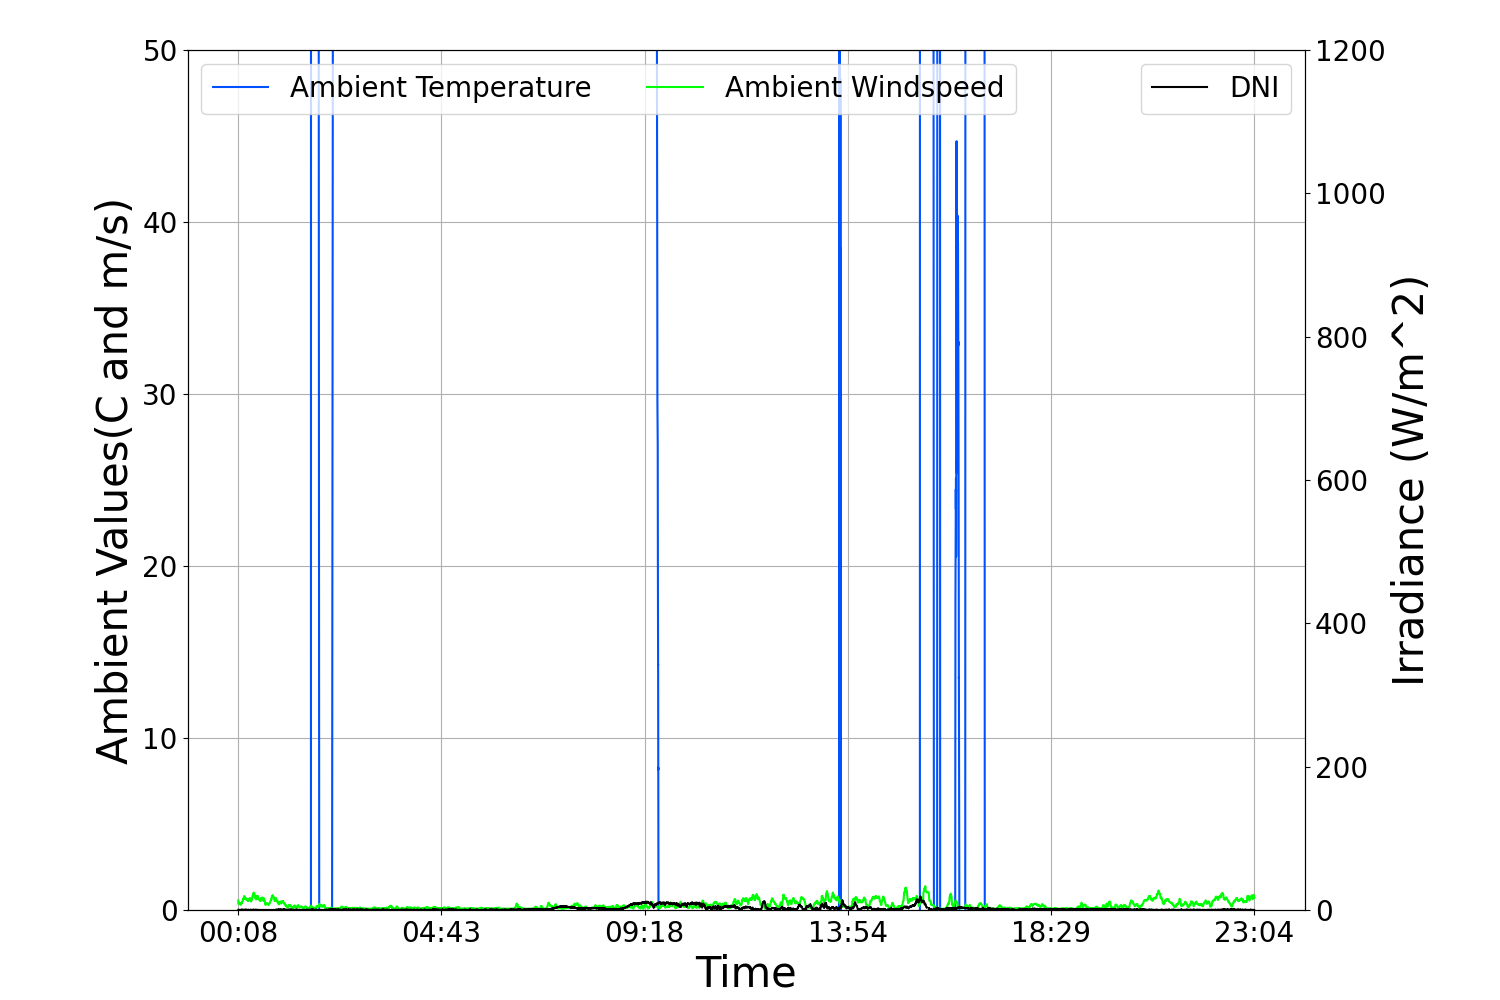 Ambient Temperature Ambient Windspeed DNI
Ambient Values(C and m/s)
50
40
30
20
10
0
1200
1000
800
600
400
200
0
Irradiance (W/m^2)
00:08 04:43 09:18 13:54 18:29 23:04
Time